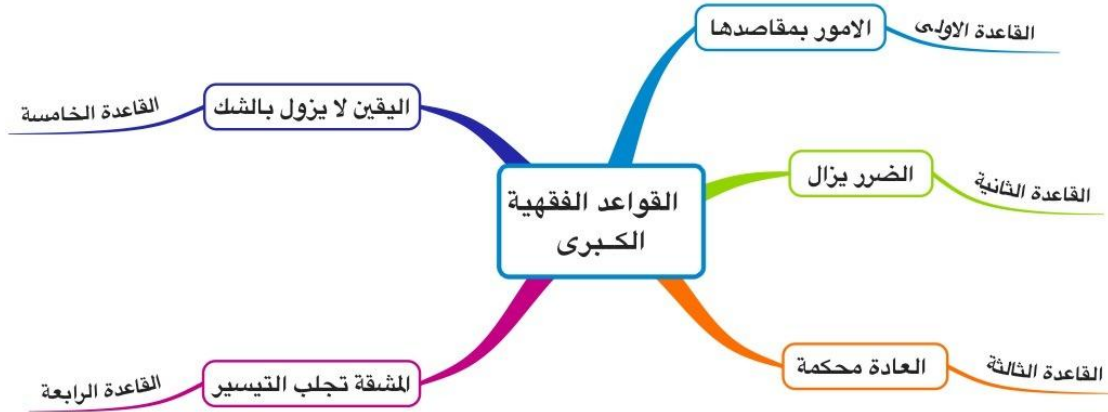 القواعد الفقهية
الكبرى
القاعدة الاولى
الامور بمقاصدها
القاعدة الثانية
الضرر يزال
القاعدة الثالثة
العادة محكمة
القاعدة الرابعة
المشقة تجلب التيسير
القاعدة الخامسة
اليقين لا يزول بالشك